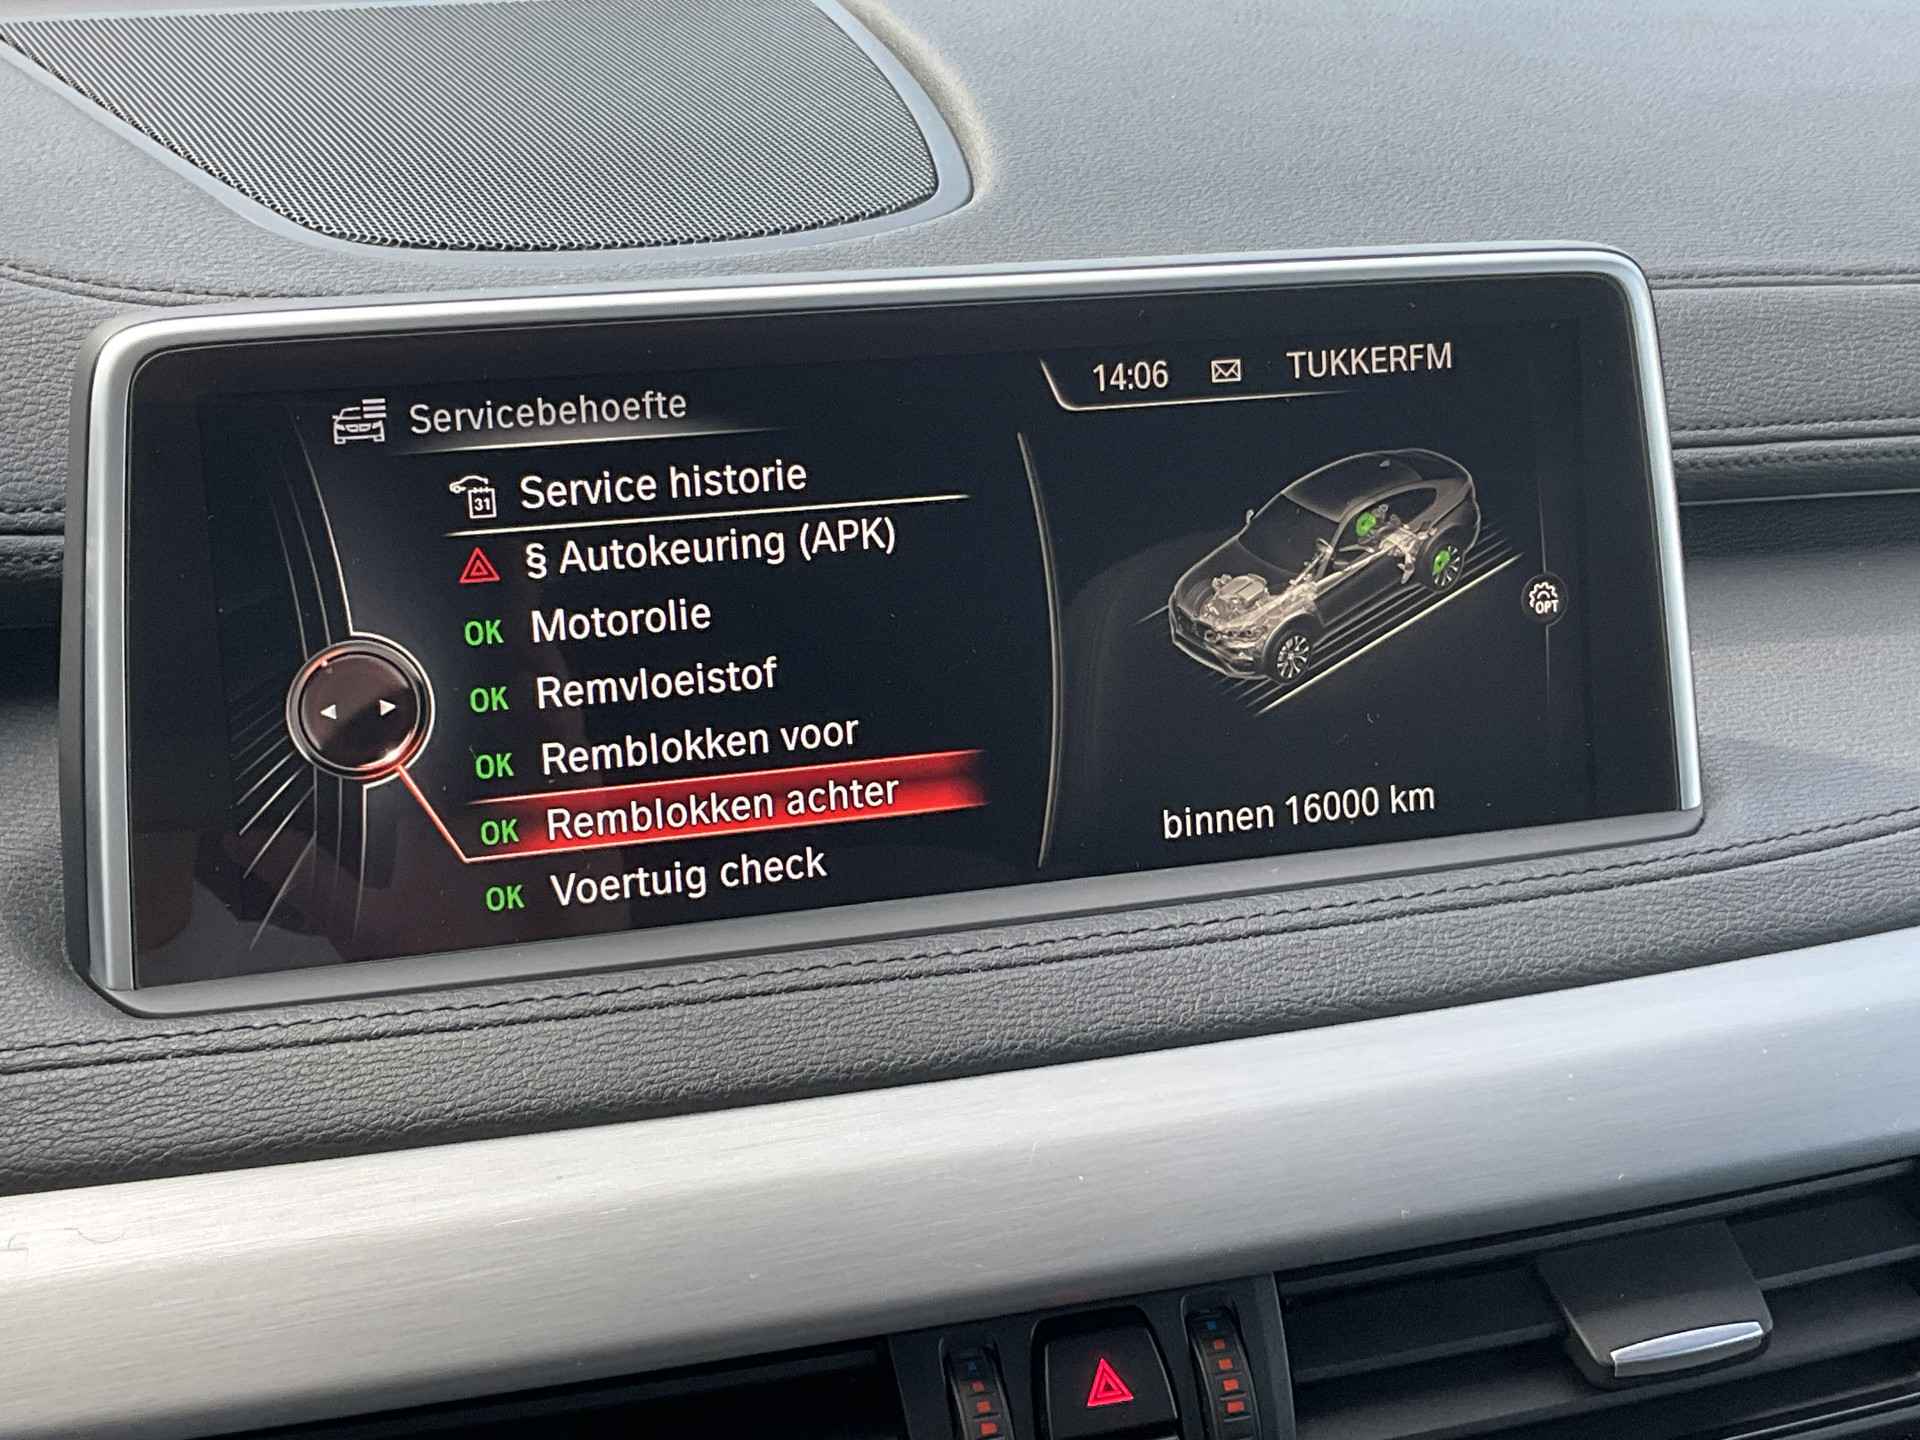 Servicebehoefte
14:06 TUKKERFM
31 Service historie
§ Autokeuring (APK)
OK Motorolie
OK Remvloeistof
OK Remblokken voor
OK Remblokken achter
OK Voertuig check
OPT
binnen 16000 km